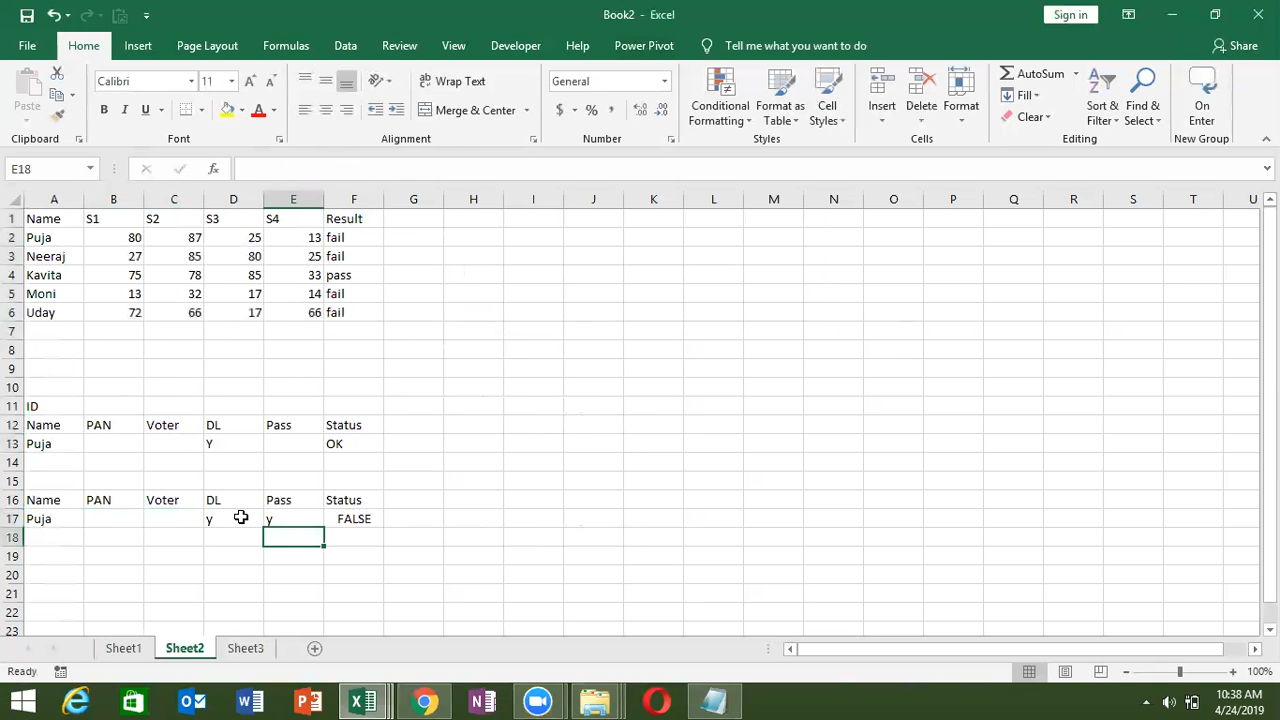 Book2 - Excel
Sign in
File Home Insert Page Layout Formulas Data Review View Developer Help Power Pivot Tell me what you want to do Share
Paste
Calibri 11 A A
B I U A
Wrap Text
Merge & Center
General
$ % ,
Conditional Formatting
Format as Table
Cell Styles
Insert
Delete
Format
AutoSum
Fill
Clear
Sort & Filter
Find & Select
On Enter
Clipboard Font Alignment Number Styles Cells Editing New Group
E18 fx
A B C D E F G H I J K L M N O P Q R S T U
1 Name S1 S2 S3 S4 Result
2 Puja 80 87 25 13 fail
3 Neeraj 27 85 80 25 fail
4 Kavita 75 78 85 33 pass
5 Moni 13 32 17 14 fail
6 Uday 72 66 17 66 fail
7
8
9
10
11 ID
12 Name PAN Voter DL Pass Status
13 Puja Y OK
14
15
16 Name PAN Voter DL Pass Status
17 Puja y y FALSE
18
19
20
21
22
23
Sheet1 Sheet2 Sheet3
Ready 100%
10:38 AM
4/24/2019